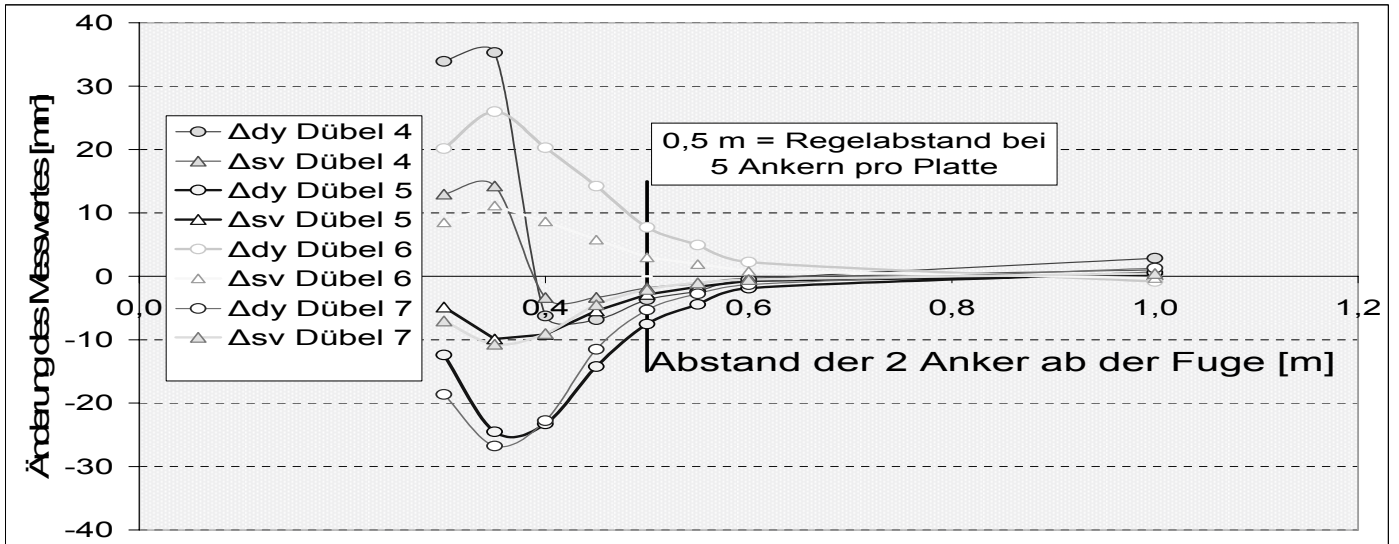 40
30
20
10
0
-10
-20
-30
-40
Änderung des Messwertes [mm]
Δdy Dübel 4
Δsv Dübel 4
Δdy Dübel 5
Δsv Dübel 5
Δdy Dübel 6
Δsv Dübel 6
Δdy Dübel 7
Δsv Dübel 7
0,5 m = Regelabstand bei
5 Ankern pro Platte
0,0
0,4
0,6
0,8
1,0
1,2
Abstand der 2 Anker ab der Fuge [m]